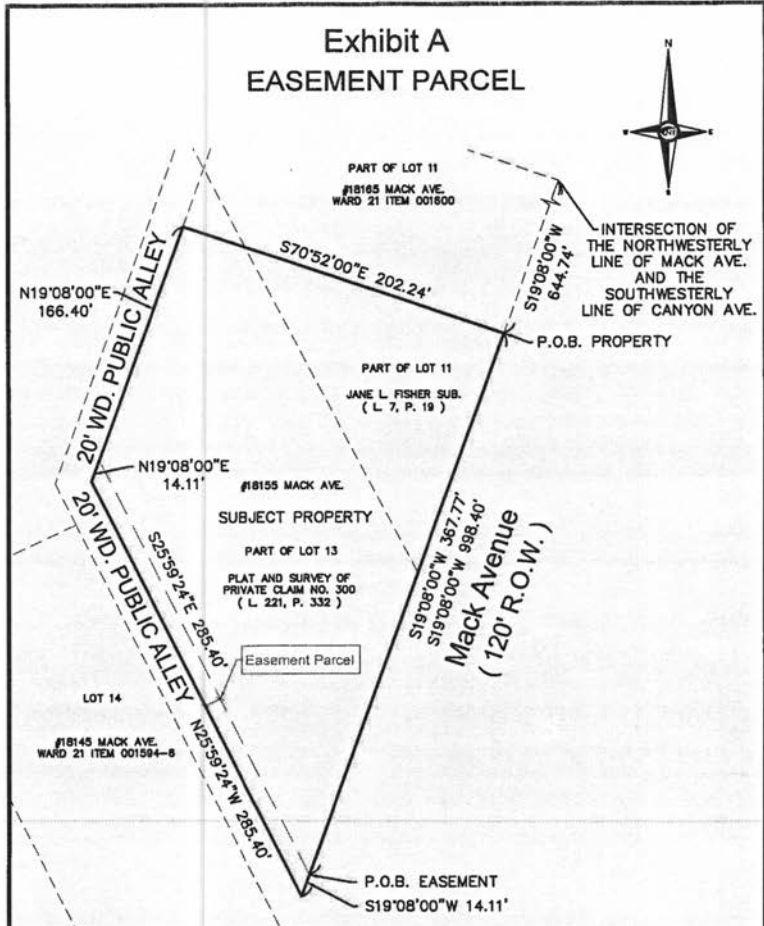 Exhibit A
EASEMENT PARCEL
N
W
E
S
PART OF LOT 11
#18165 MACK AVE.
WARD 21 ITEM 001600
S70°52'00"E 202.24'
S19°08'00"W
644.74'
INTERSECTION OF
THE NORTHWESTERLY
LINE OF MACK AVE.
AND THE
SOUTHWESTERLY
LINE OF CANYON AVE.
N19°08'00"E
166.40'
20' WD. PUBLIC ALLEY
P.O.B. PROPERTY
PART OF LOT 11
JANE L. FISHER SUB.
( L. 7, P. 19 )
N19°08'00"E
14.11'
#18155 MACK AVE.
SUBJECT PROPERTY
PART OF LOT 13
PLAT AND SURVEY OF
PRIVATE CLAIM NO. 300
( L. 221, P. 332 )
S19°08'00"W 367.77'
S19°08'00"W 998.40'
Mack Avenue
( 120' R.O.W. )
20' WD. PUBLIC ALLEY
S25°59'24"E 285.40'
Easement Parcel
LOT 14
#18145 MACK AVE.
WARD 21 ITEM 001594-6
N25°59'24"W 285.40'
P.O.B. EASEMENT
S19°08'00"W 14.11'